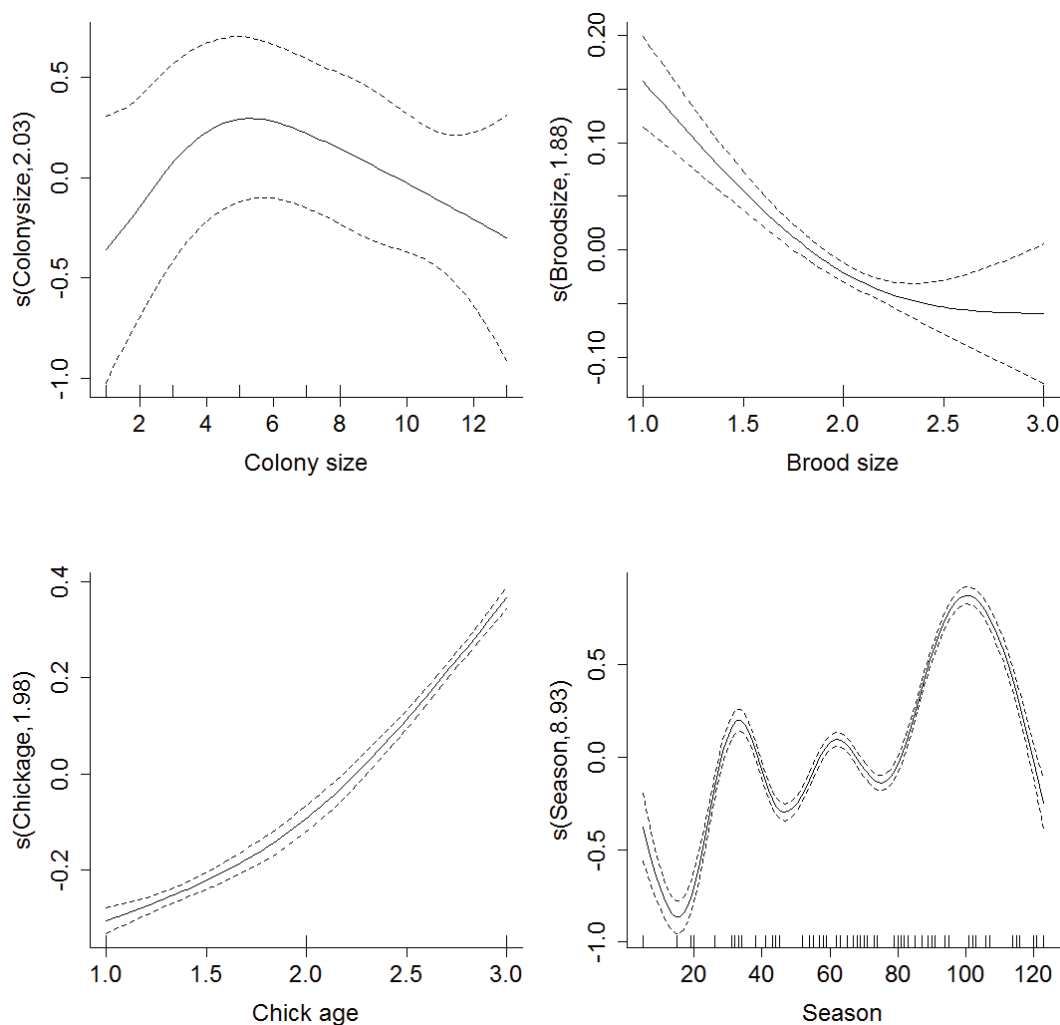 s(Colonysize,2.03)
0.5
0.0
-0.5
-1.0
2 4 6 8 10 12
Colony size
s(Broodsize,1.88)
0.20
0.10
0.00
-0.10
1.0 1.5 2.0 2.5 3.0
Brood size
s(Chickage,1.98)
0.4
0.2
0.0
-0.2
1.0 1.5 2.0 2.5 3.0
Chick age
s(Season,8.93)
0.5
0.0
-0.5
-1.0
20 40 60 80 100 120
Season